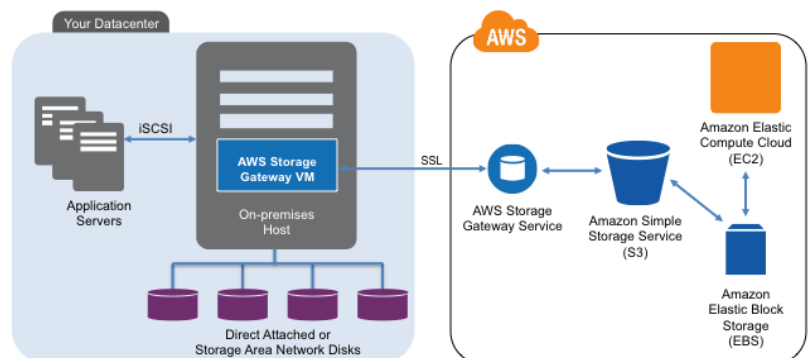 Your Datacenter
AWS
iSCSI
AWS Storage
Gateway VM
SSL
Application
Servers
On-premises
Host
Direct Attached or
Storage Area Network Disks
AWS Storage
Gateway Service
Amazon Simple
Storage Service
(S3)
Amazon Elastic
Compute Cloud
(EC2)
Amazon
Elastic Block
Storage
(EBS)